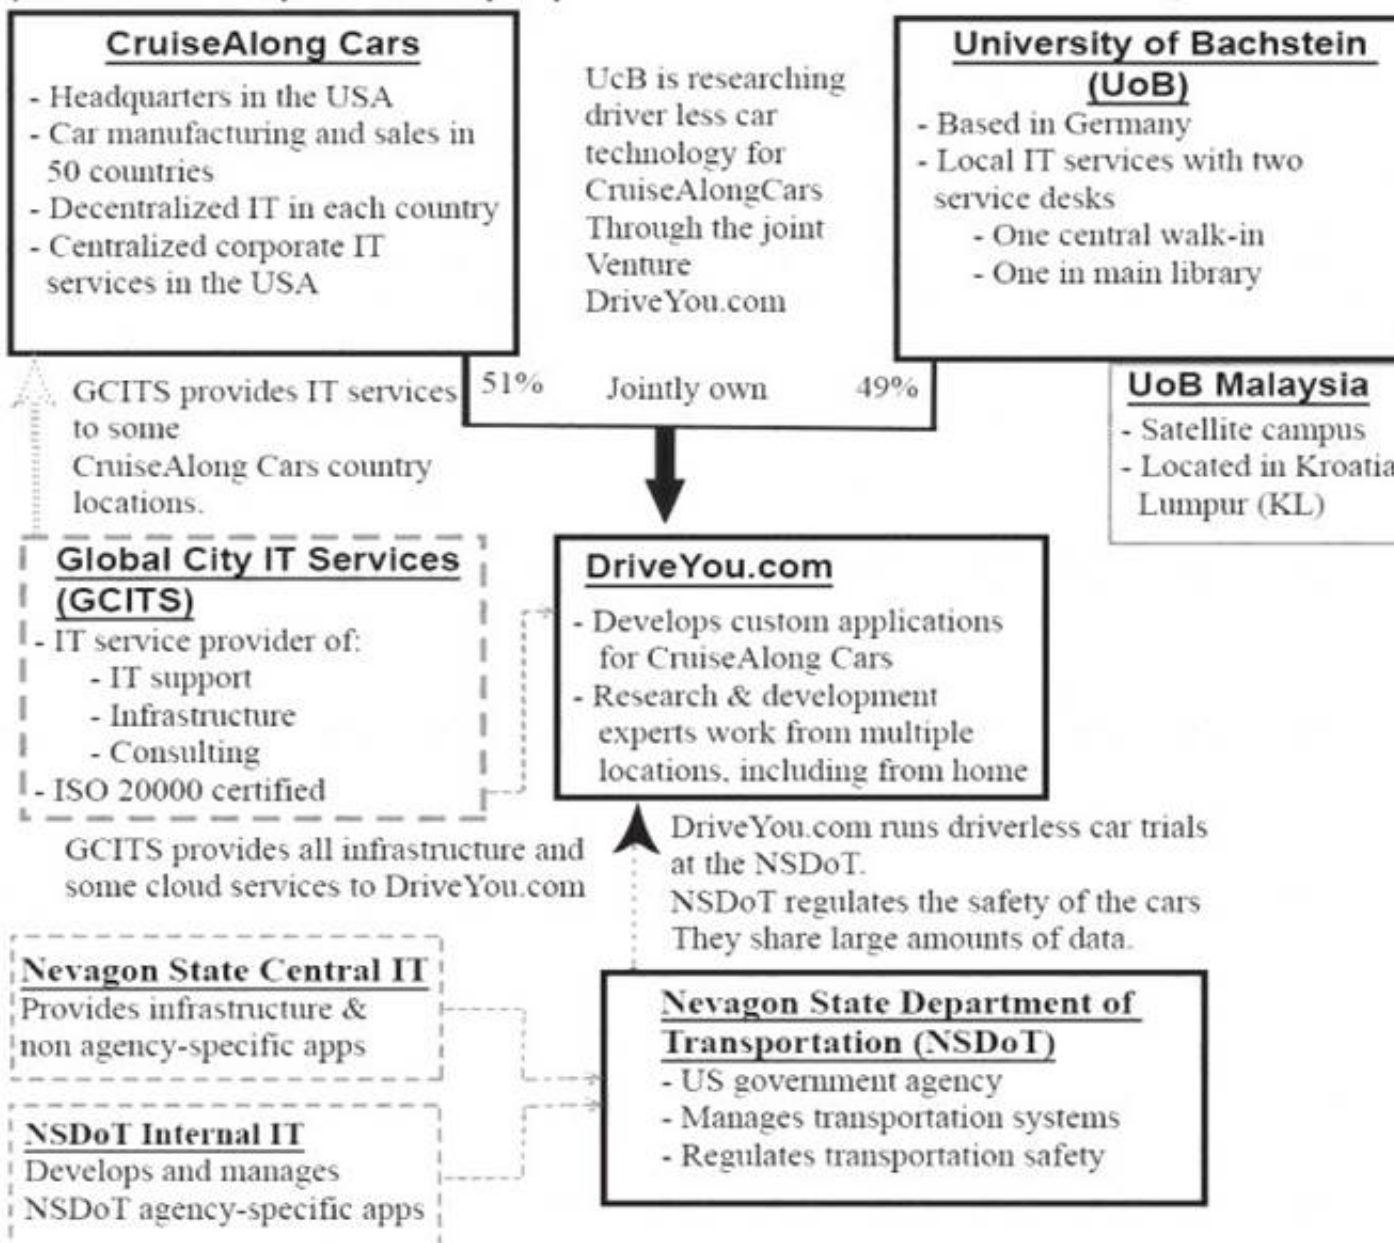 CruiseAlong Cars
- Headquarters in the USA
- Car manufacturing and sales in
50 countries
- Decentralized IT in each country
- Centralized corporate IT
services in the USA
UcB is researching
driver less car
technology for
CruiseAlongCars
Through the joint
Venture
DriveYou.com
University of Bachstein
(UoB)
- Based in Germany
- Local IT services with two
service desks
- One central walk-in
- One in main library
51% Jointly own 49%
UoB Malaysia
- Satellite campus
- Located in Kroatia
Lumpur (KL)
GCITS provides IT services
to some
CruiseAlong Cars country
locations.
Global City IT Services
(GCITS)
- IT service provider of:
- IT support
- Infrastructure
- Consulting
- ISO 20000 certified
DriveYou.com
- Develops custom applications
for CruiseAlong Cars
- Research & development
experts work from multiple
locations, including from home
GCITS provides all infrastructure and
some cloud services to DriveYou.com
DriveYou.com runs driverless car trials
at the NSDoT.
NSDoT regulates the safety of the cars
They share large amounts of data.
Nevagon State Central IT
Provides infrastructure &
non agency-specific apps
NSDoT Internal IT
Develops and manages
NSDoT agency-specific apps
Nevagon State Department of
Transportation (NSDoT)
- US government agency
- Manages transportation systems
- Regulates transportation safety